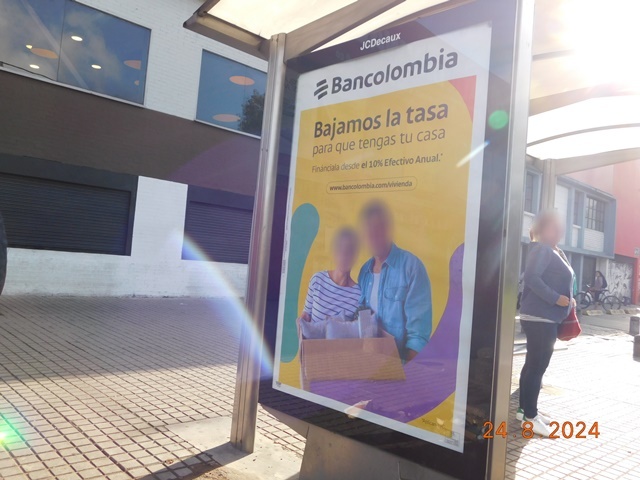 JCDecaux
Bancolombia
Bajamos la tasa
para que tengas tu casa
Financíala desde el 10% Efectivo Anual.*
www.bancolombia.com/vivienda
24 8 2024